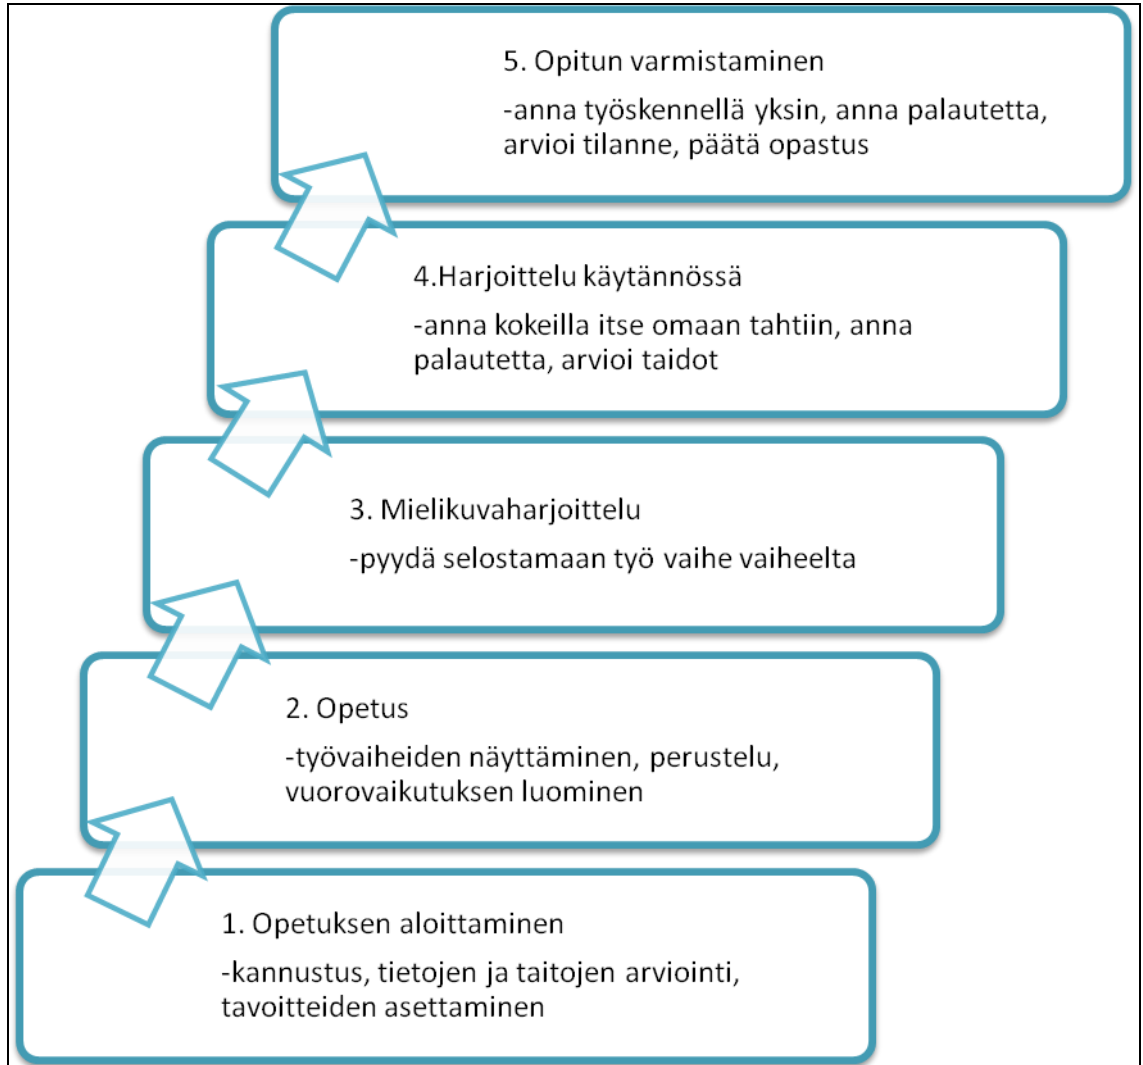 5. Opitun varmistaminen
-anna työskennellä yksin, anna palautetta,
arvioi tilanne, päätä opastus
4.Harjoittelu käytännössä
-anna kokeilla itse omaan tahtiin, anna
palautetta, arvioi taidot
3. Mielikuvaharjoittelu
-pyydä selostamaan työ vaihe vaiheelta
2. Opetus
-työvaiheiden näyttäminen, perustelu,
vuorovaikutuksen luominen
1. Opetuksen aloittaminen
-kannustus, tietojen ja taitojen arviointi,
tavoitteiden asettaminen